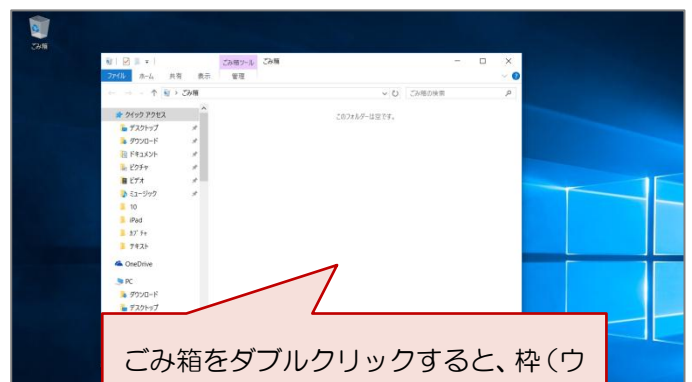 ごみ箱
ごみ箱ツール ごみ箱
ファイル ホーム 共有 表示 管理
ごみ箱 ごみ箱の検索
クイック アクセス
このフォルダーは空です。
デスクトップ
ダウンロード
ドキュメント
ピクチャ
ビデオ
ミュージック
10
iPad
テキスト
OneDrive
PC
ダウンロード
デスクトップ
ごみ箱をダブルクリックすると、枠（ウ